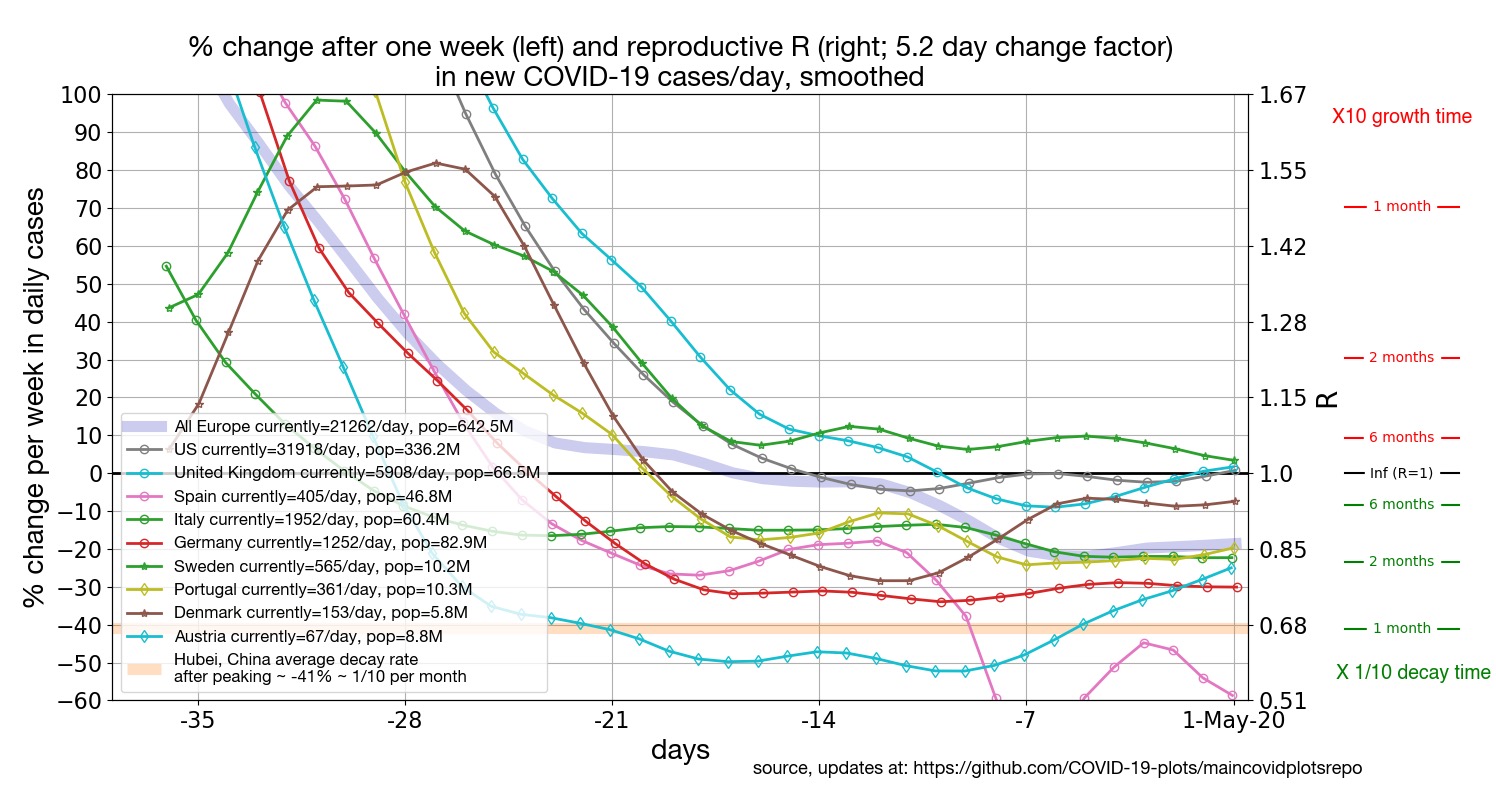 % change after one week (left) and reproductive R (right; 5.2 day change factor)
in new COVID-19 cases/day, smoothed
% change per week in daily cases
100
90
80
70
60
50
40
30
20
10
0
−10
−20
−30
−40
−50
−60
All Europe currently=21262/day, pop=642.5M
US currently=31918/day, pop=336.2M
United Kingdom currently=5908/day, pop=66.5M
Spain currently=405/day, pop=46.8M
Italy currently=1952/day, pop=60.4M
Germany currently=1252/day, pop=82.9M
Sweden currently=565/day, pop=10.2M
Portugal currently=361/day, pop=10.3M
Denmark currently=153/day, pop=5.8M
Austria currently=67/day, pop=8.8M
Hubei, China average decay rate
after peaking ~ -41% ~ 1/10 per month
1.67
1.55
1.42
1.28
1.15
1.0
0.85
0.68
0.51
R
X10 growth time
1 month
2 months
6 months
Inf (R=1)
6 months
2 months
1 month
X 1/10 decay time
-35
-28
-21
-14
-7
1-May-20
days
source, updates at: https://github.com/COVID-19-plots/maincovidplotsrepo